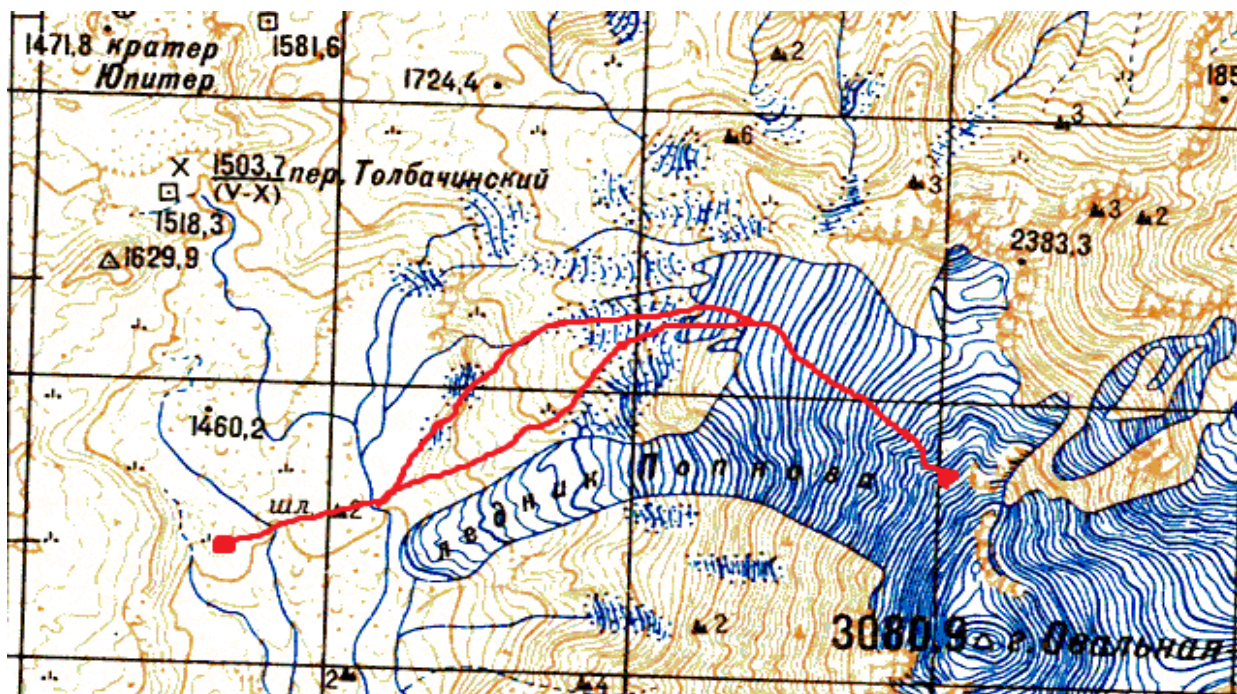 1471,8 кратер
Юпитер
1581,6
1724,4
2
185
6
3
1503,7 пер. Толбачинский
(V-X)
1518,3
3
3
2
1629,9
2383,3
1460,2
ледник Попкова
шл.
2
2
3080,9 г. Овальная
2
4